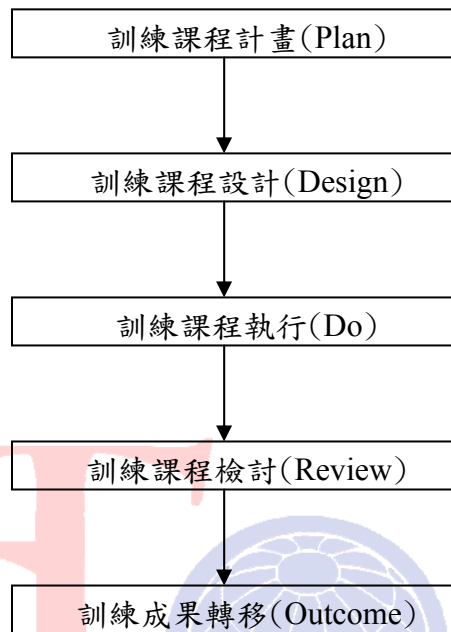 訓練課程計畫(Plan)
訓練課程設計(Design)
訓練課程執行(Do)
訓練課程檢討(Review)
訓練成果轉移(Outcome)